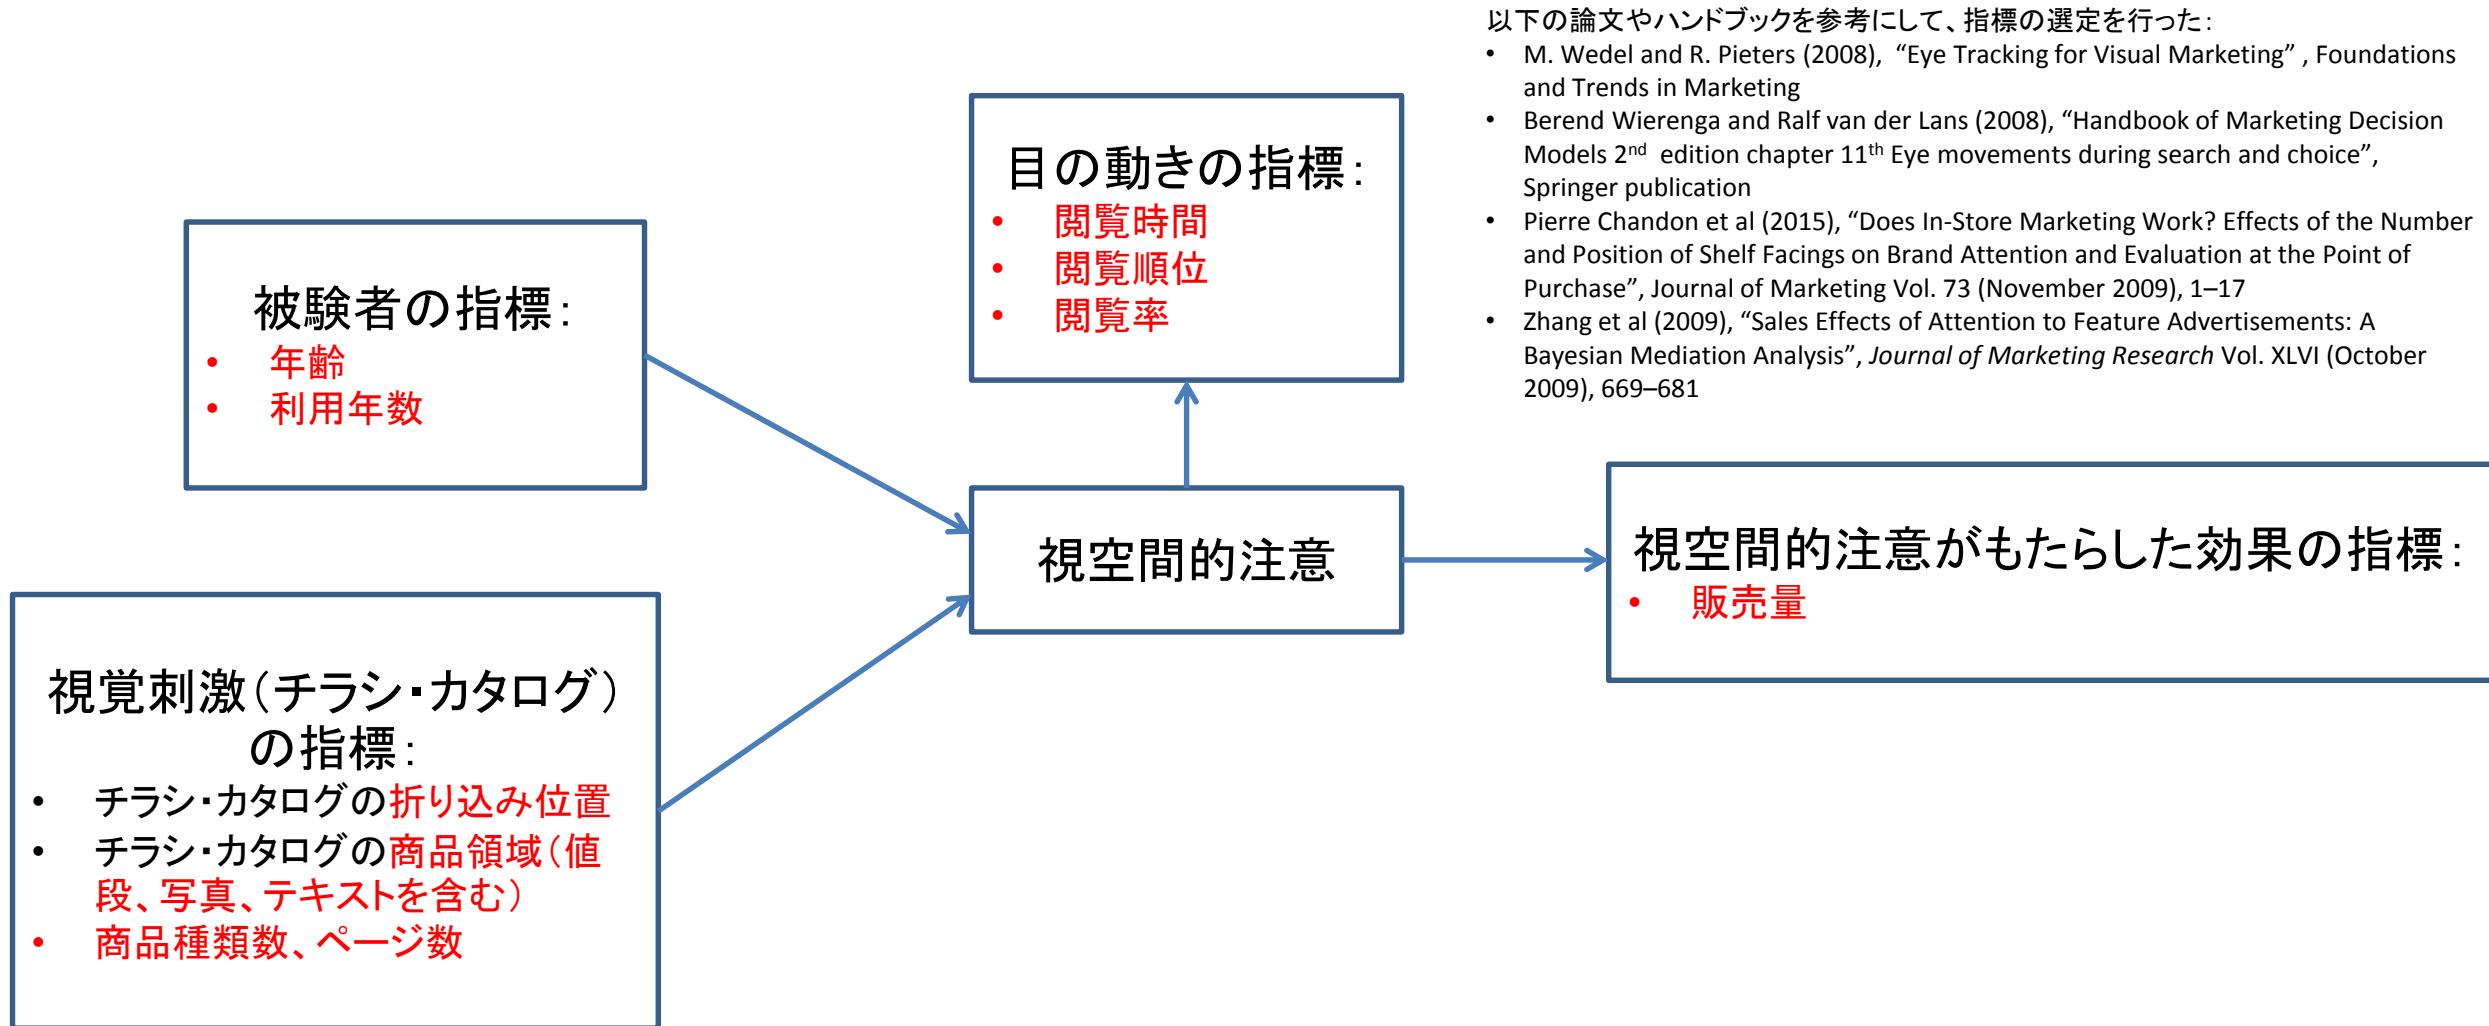 以下の論文やハンドブックを参考にして、指標の選定を行った:
• M. Wedel and R. Pieters (2008), “Eye Tracking for Visual Marketing” , Foundations
and Trends in Marketing
• Berend Wierenga and Ralf van der Lans (2008), “Handbook of Marketing Decision
Models 2nd edition chapter 11th Eye movements during search and choice”,
Springer publication
• Pierre Chandon et al (2015), “Does In-Store Marketing Work? Effects of the Number
and Position of Shelf Facings on Brand Attention and Evaluation at the Point of
Purchase”, Journal of Marketing Vol. 73 (November 2009), 1–17
• Zhang et al (2009), “Sales Effects of Attention to Feature Advertisements: A
Bayesian Mediation Analysis”, Journal of Marketing Research Vol. XLVI (October
2009), 669–681
目の動きの指標:
• 閲覧時間
• 閲覧順位
• 閲覧率
被験者の指標:
• 年齢
• 利用年数
視空間的注意
視空間的注意がもたらした効果の指標:
• 販売量
視覚刺激(チラシ・カタログ)
の指標:
• チラシ・カタログの折り込み位置
• チラシ・カタログの商品領域(値
段、写真、テキストを含む)
• 商品種類数、ページ数